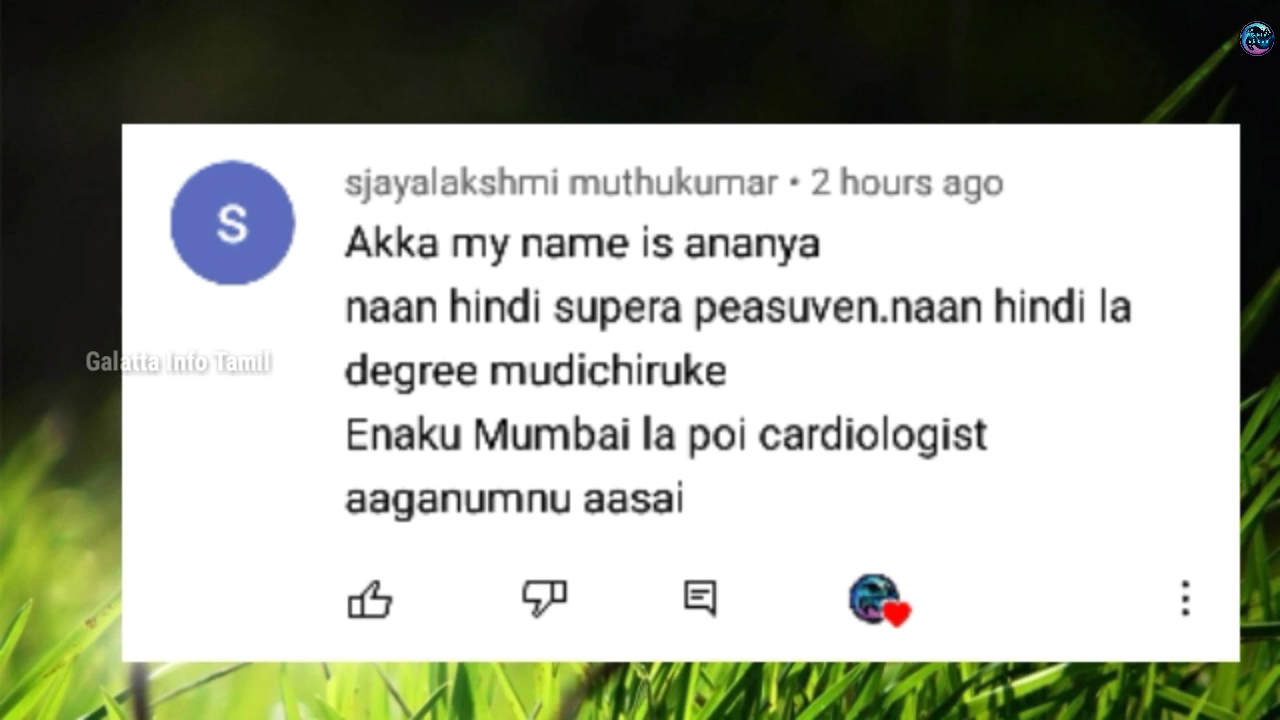 S
sjayalakshmi muthukumar • 2 hours ago
Akka my name is ananya
naan hindi supera peasuven.naan hindi la
degree mudichiruke
Enaku Mumbai la poi cardiologist
aaganumnu aasai
Galatta Info Tamil